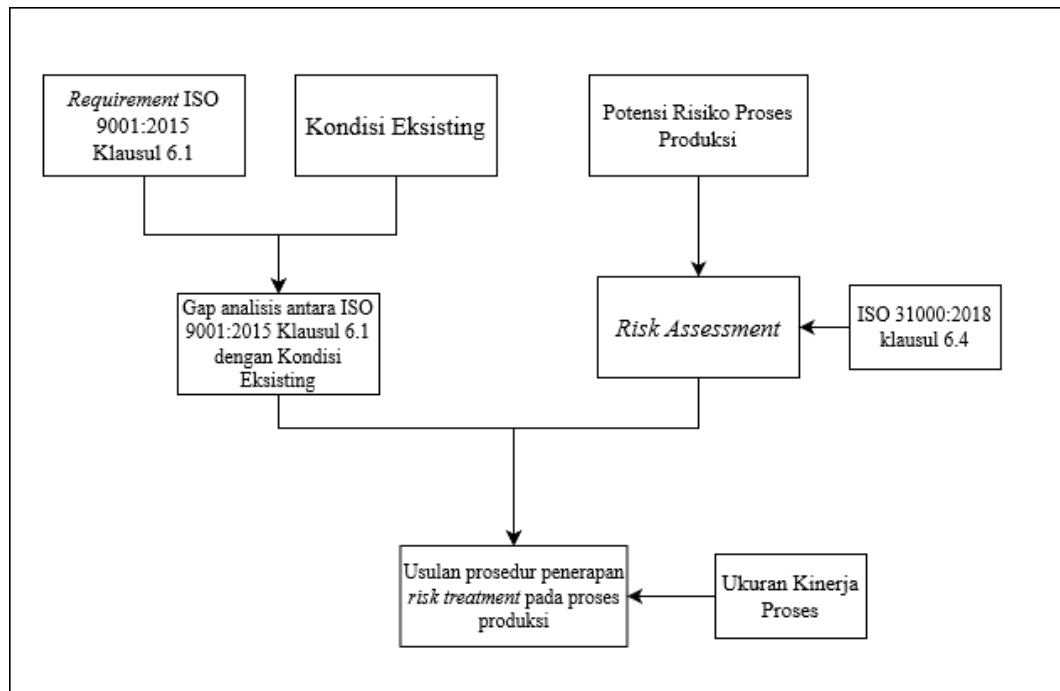 Requirement ISO
9001:2015
Klausul 6.1
Kondisi Eksisting
Potensi Risiko Proses
Produksi
Gap analisis antara ISO
9001:2015 Klausul 6.1
dengan Kondisi
Eksisting
Risk Assessment
ISO 31000:2018
klausul 6.4
Usulan prosedur penerapan
risk treatment pada proses
produksi
Ukuran Kinerja
Proses